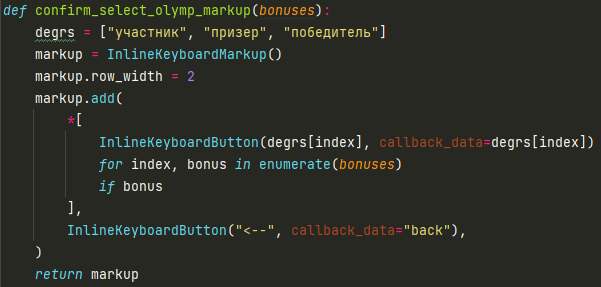 def confirm_select_olymp_markup(bonuses):
    degrs = ["участник", "призер", "победитель"]
    markup = InlineKeyboardMarkup()
    markup.row_width = 2
    markup.add(
        *[
            InlineKeyboardButton(degrs[index], callback_data=degrs[index])
            for index, bonus in enumerate(bonuses)
            if bonus
        ],
        InlineKeyboardButton("<--", callback_data="back"),
    )
    return markup